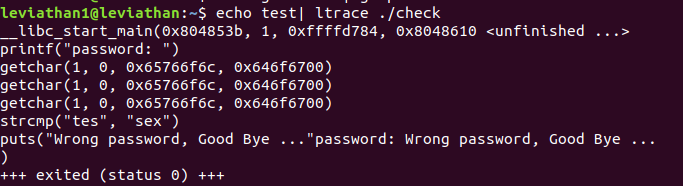 leviathan1@leviathan:~$ echo test| ltrace ./check
__libc_start_main(0x804853b, 1, 0xffffd784, 0x8048610 <unfinished ...>
printf("password: ")
getchar(1, 0, 0x65766f6c, 0x646f6700)
getchar(1, 0, 0x65766f6c, 0x646f6700)
getchar(1, 0, 0x65766f6c, 0x646f6700)
strcmp("tes", "sex")
puts("Wrong password, Good Bye ..."password: Wrong password, Good Bye ...
)
+++ exited (status 0) +++